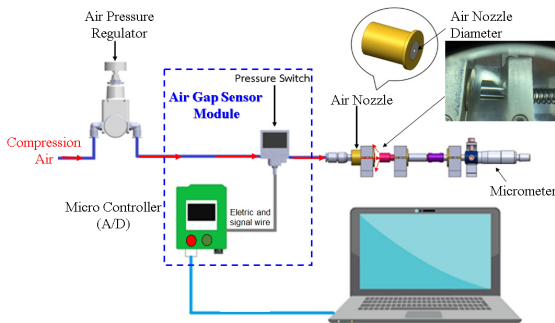 Air Pressure
Regulator
Air Nozzle
Diameter
Pressure Switch
Air Gap Sensor
Module
Air Nozzle
Compression
Air
Micrometer
Micro Controller
(A/D)
Eletric and
signal wire